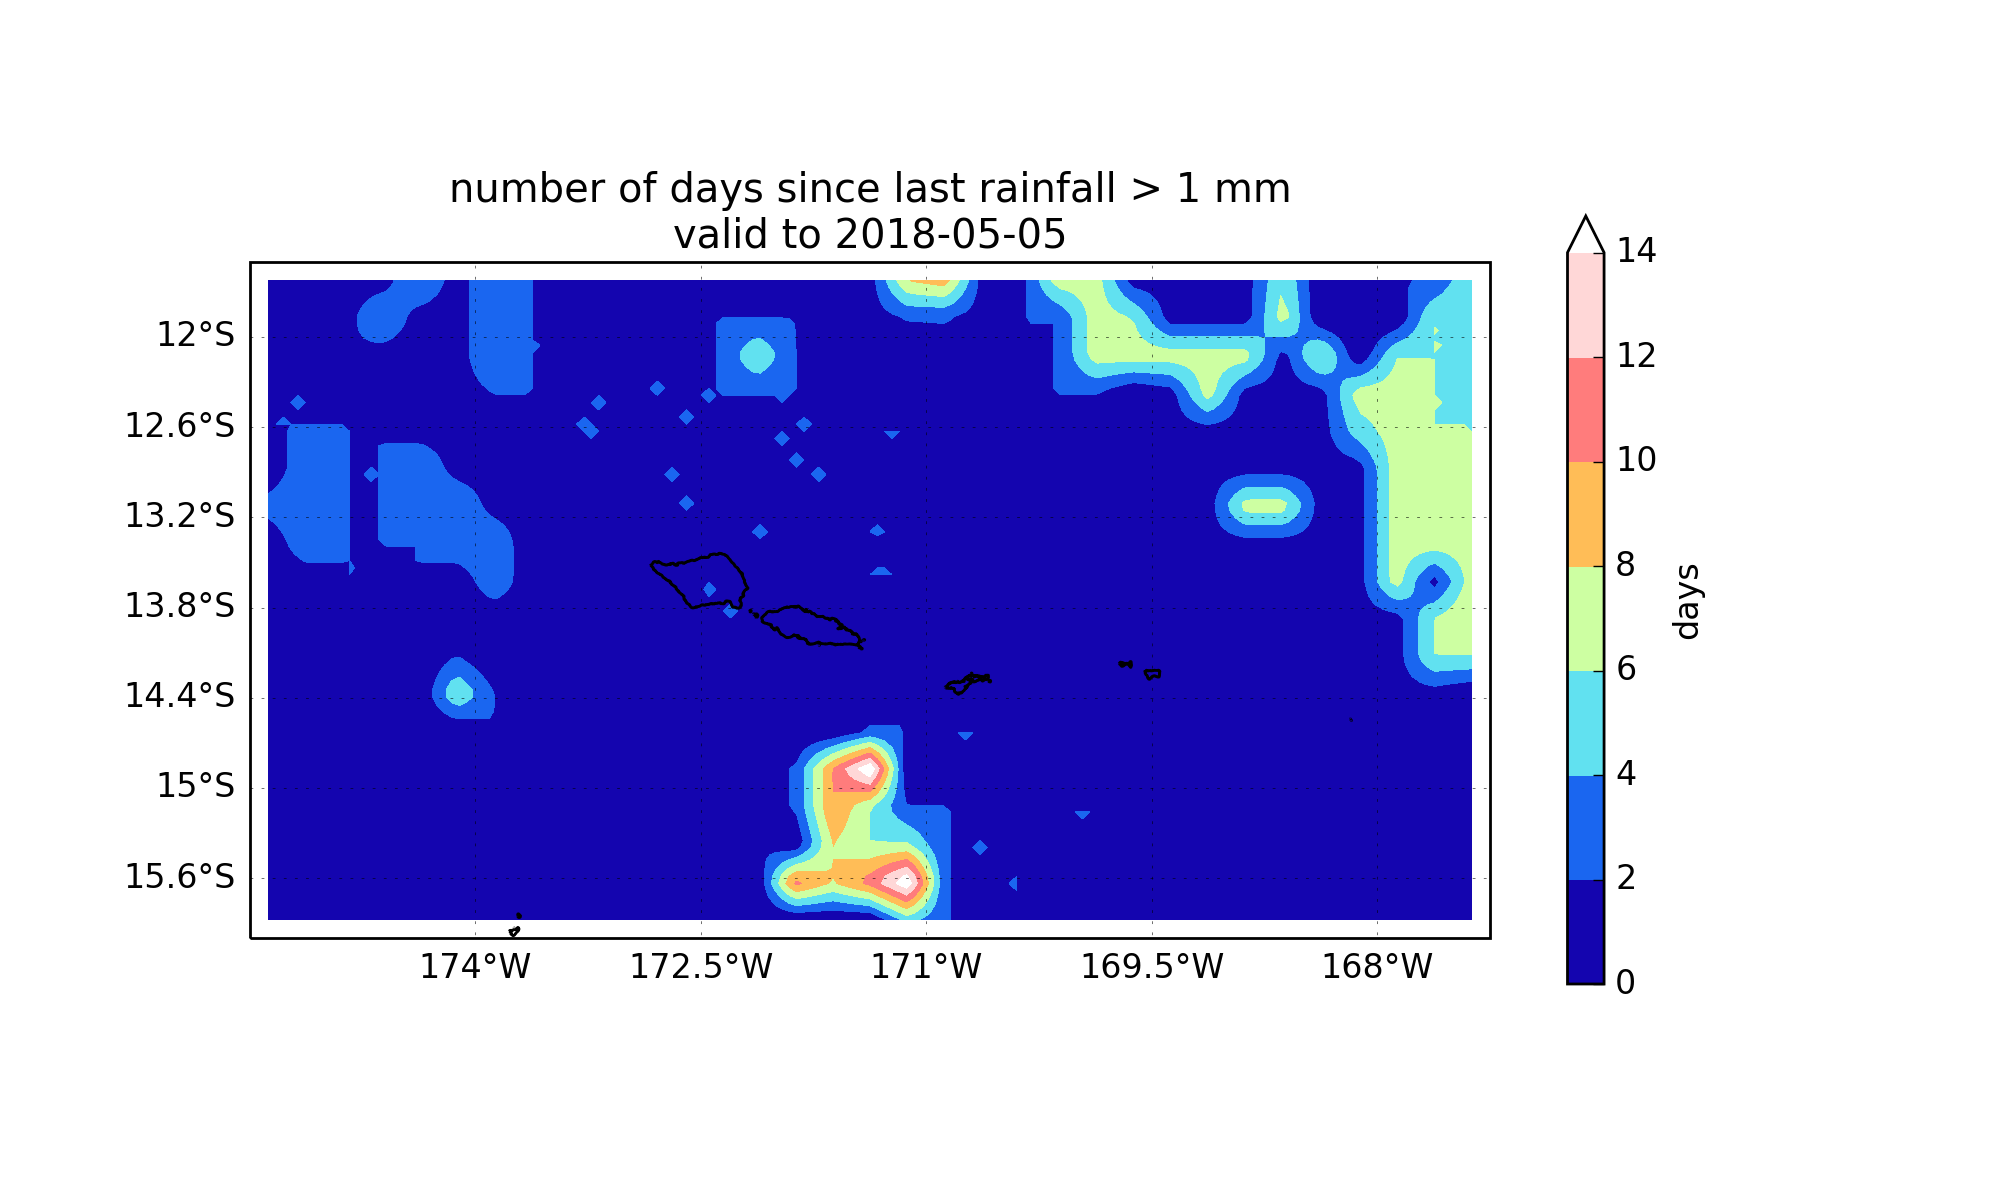 number of days since last rainfall > 1 mm
valid to 2018-05-05
12°S
12.6°S
13.2°S
13.8°S
14.4°S
15°S
15.6°S
174°W
172.5°W
171°W
169.5°W
168°W
14
12
10
8
6
4
2
0
days